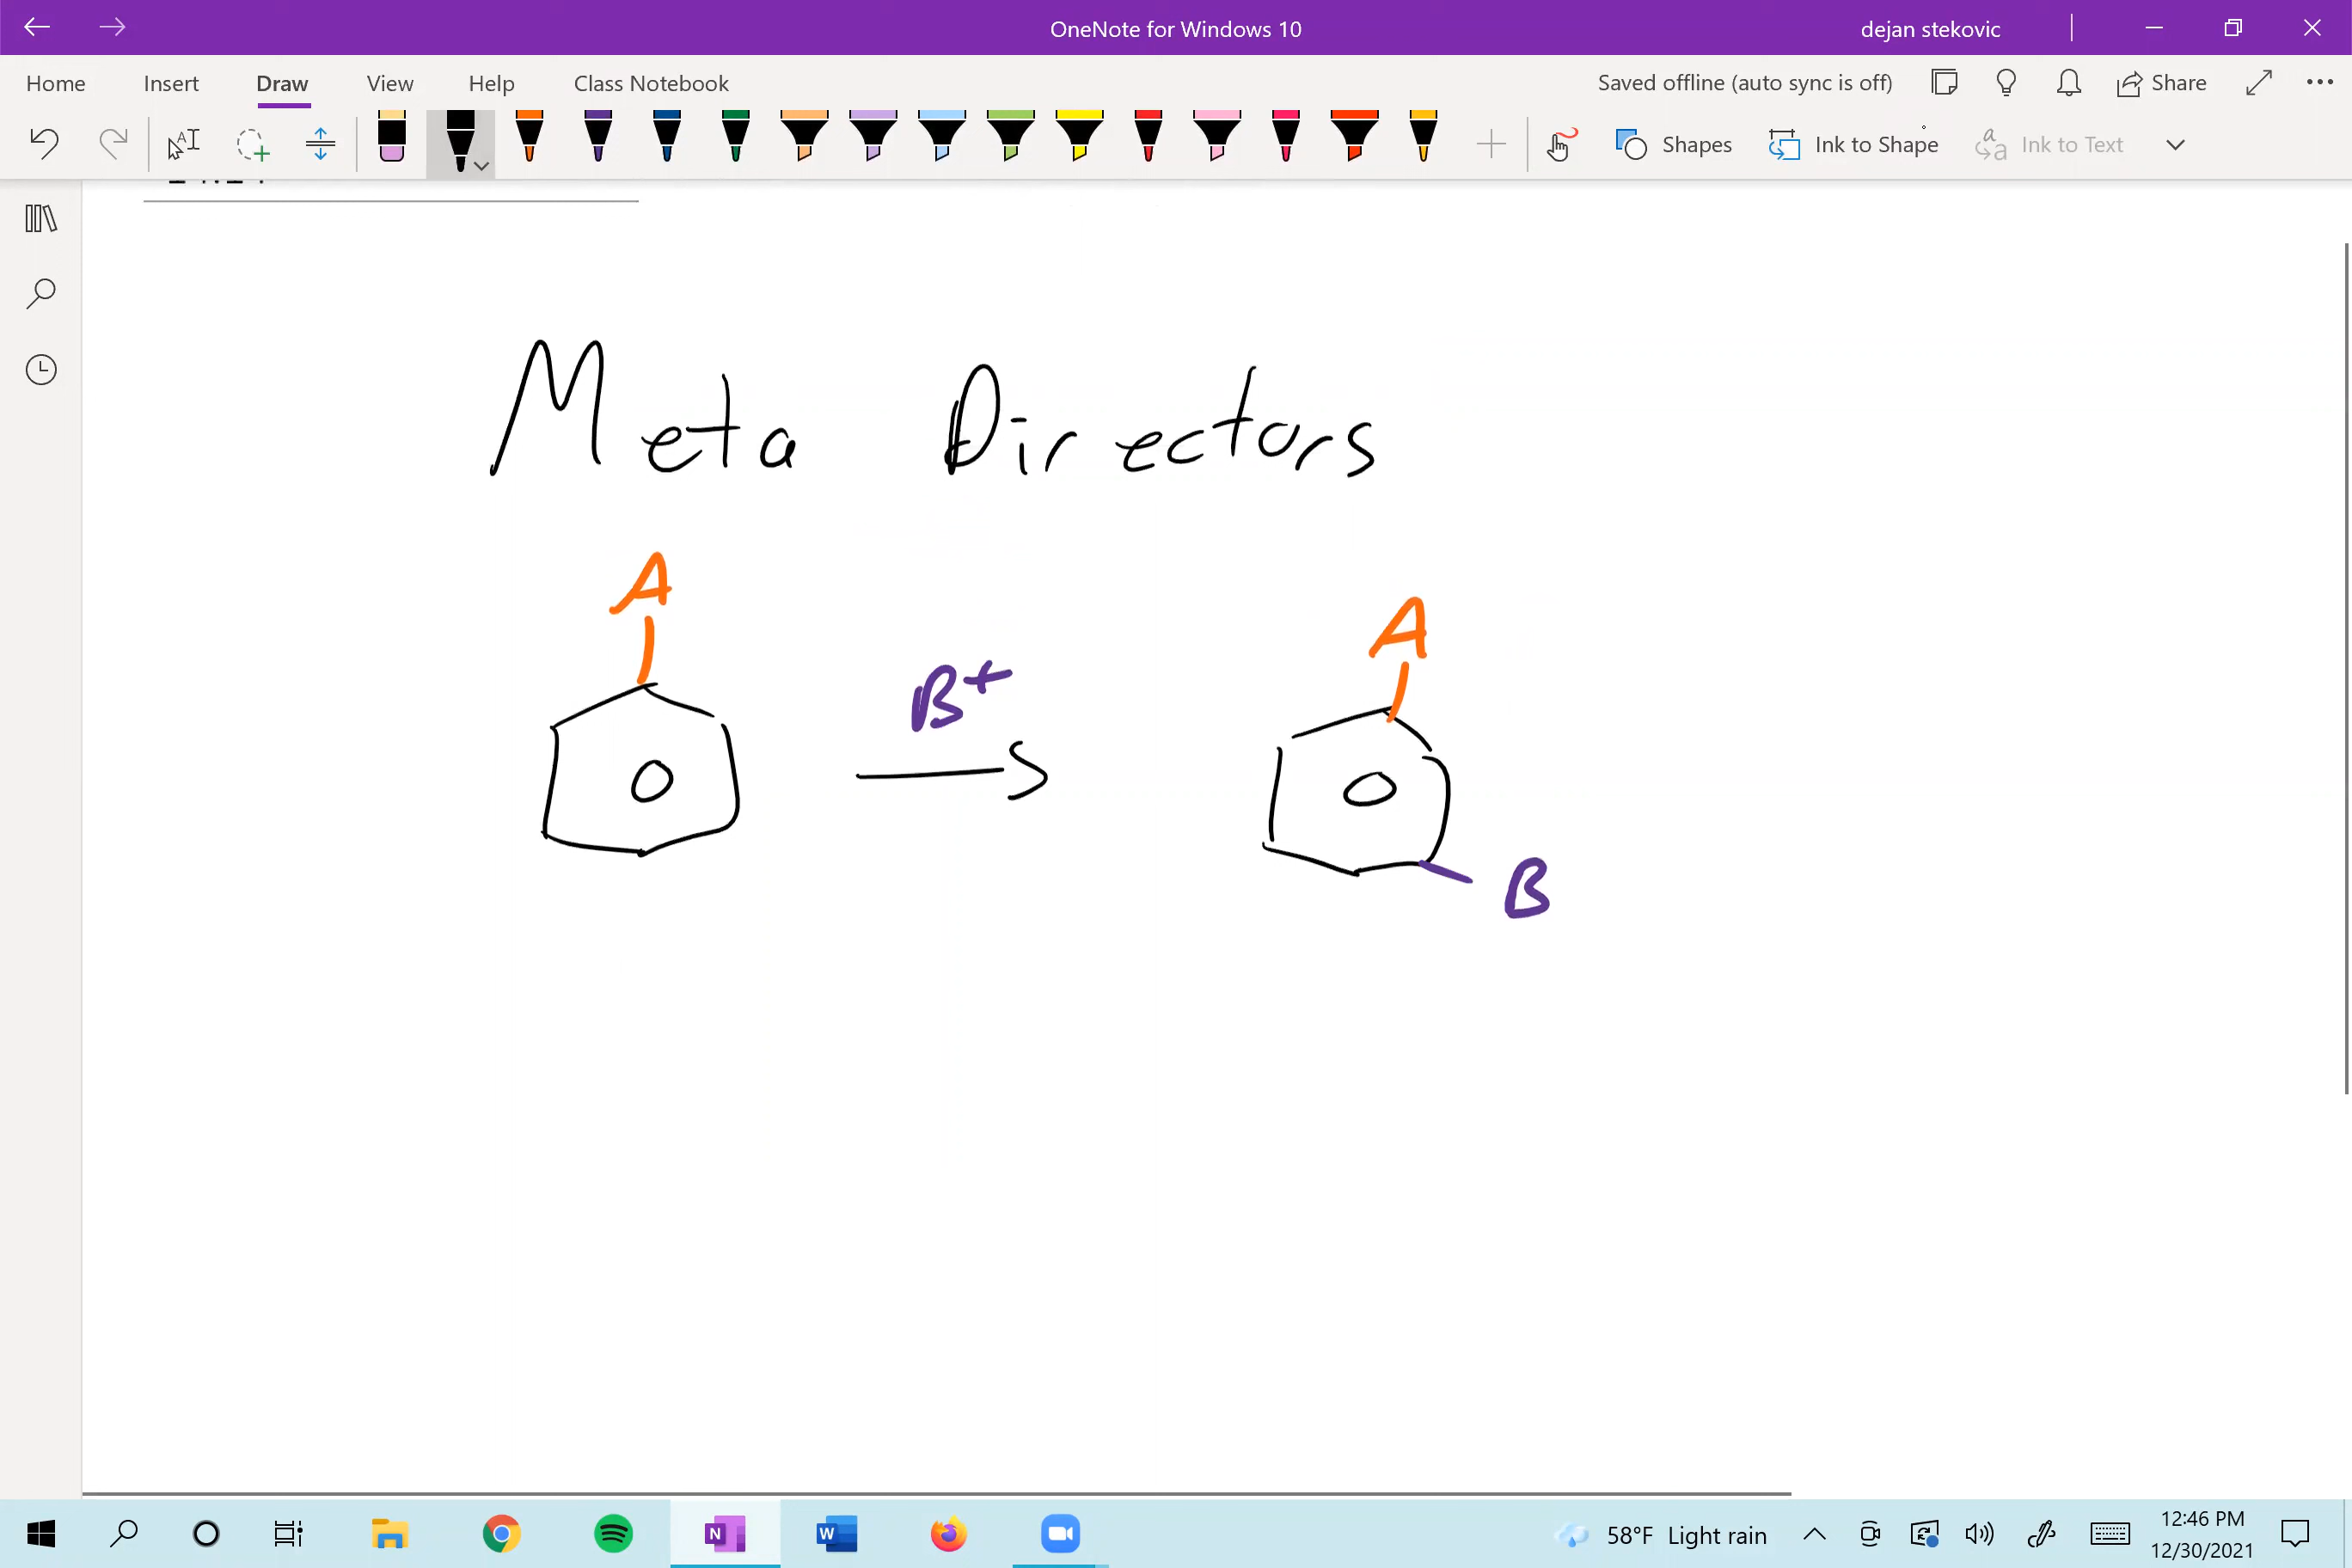 OneNote for Windows 10
dejan stekovic
Home Insert Draw View Help Class Notebook
Saved offline (auto sync is off) Share
Shapes Ink to Shape Ink to Text
Meta Directors
A
A
B+
B
58°F Light rain
12:46 PM
12/30/2021